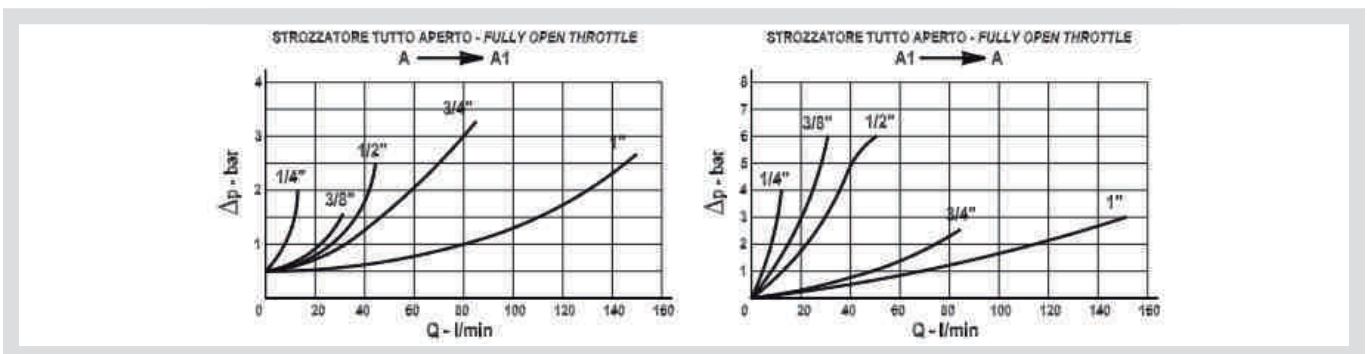 STROZZATORE TUTTO APERTO - FULLY OPEN THROTTLE
A A1
Δp - bar
4
3
2
1
1/4"
3/8"
1/2"
3/4"
1"
0 20 40 60 80 100 120 140 160
Q - l/min
STROZZATORE TUTTO APERTO - FULLY OPEN THROTTLE
A1 A
Δp - bar
8
7
6
5
4
3
2
1
1/4"
3/8"
1/2"
3/4"
1"
0 20 40 60 80 100 120 140 160
Q - l/min